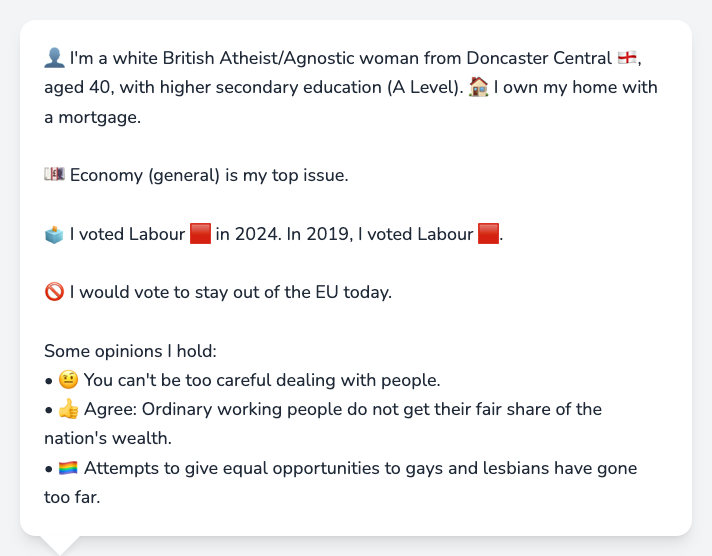 👤 I'm a white British Atheist/Agnostic woman from Doncaster Central 🏴󠁧󠁢󠁥󠁮󠁧󠁿,
aged 40, with higher secondary education (A Level). 🏠 I own my home with
a mortgage.
💷 Economy (general) is my top issue.
🗳️ I voted Labour 🟥 in 2024. In 2019, I voted Labour 🟥.
🚫 I would vote to stay out of the EU today.
Some opinions I hold:
• 🤨 You can't be too careful dealing with people.
• 👍 Agree: Ordinary working people do not get their fair share of the
nation's wealth.
• 🏳️‍🌈 Attempts to give equal opportunities to gays and lesbians have gone
too far.